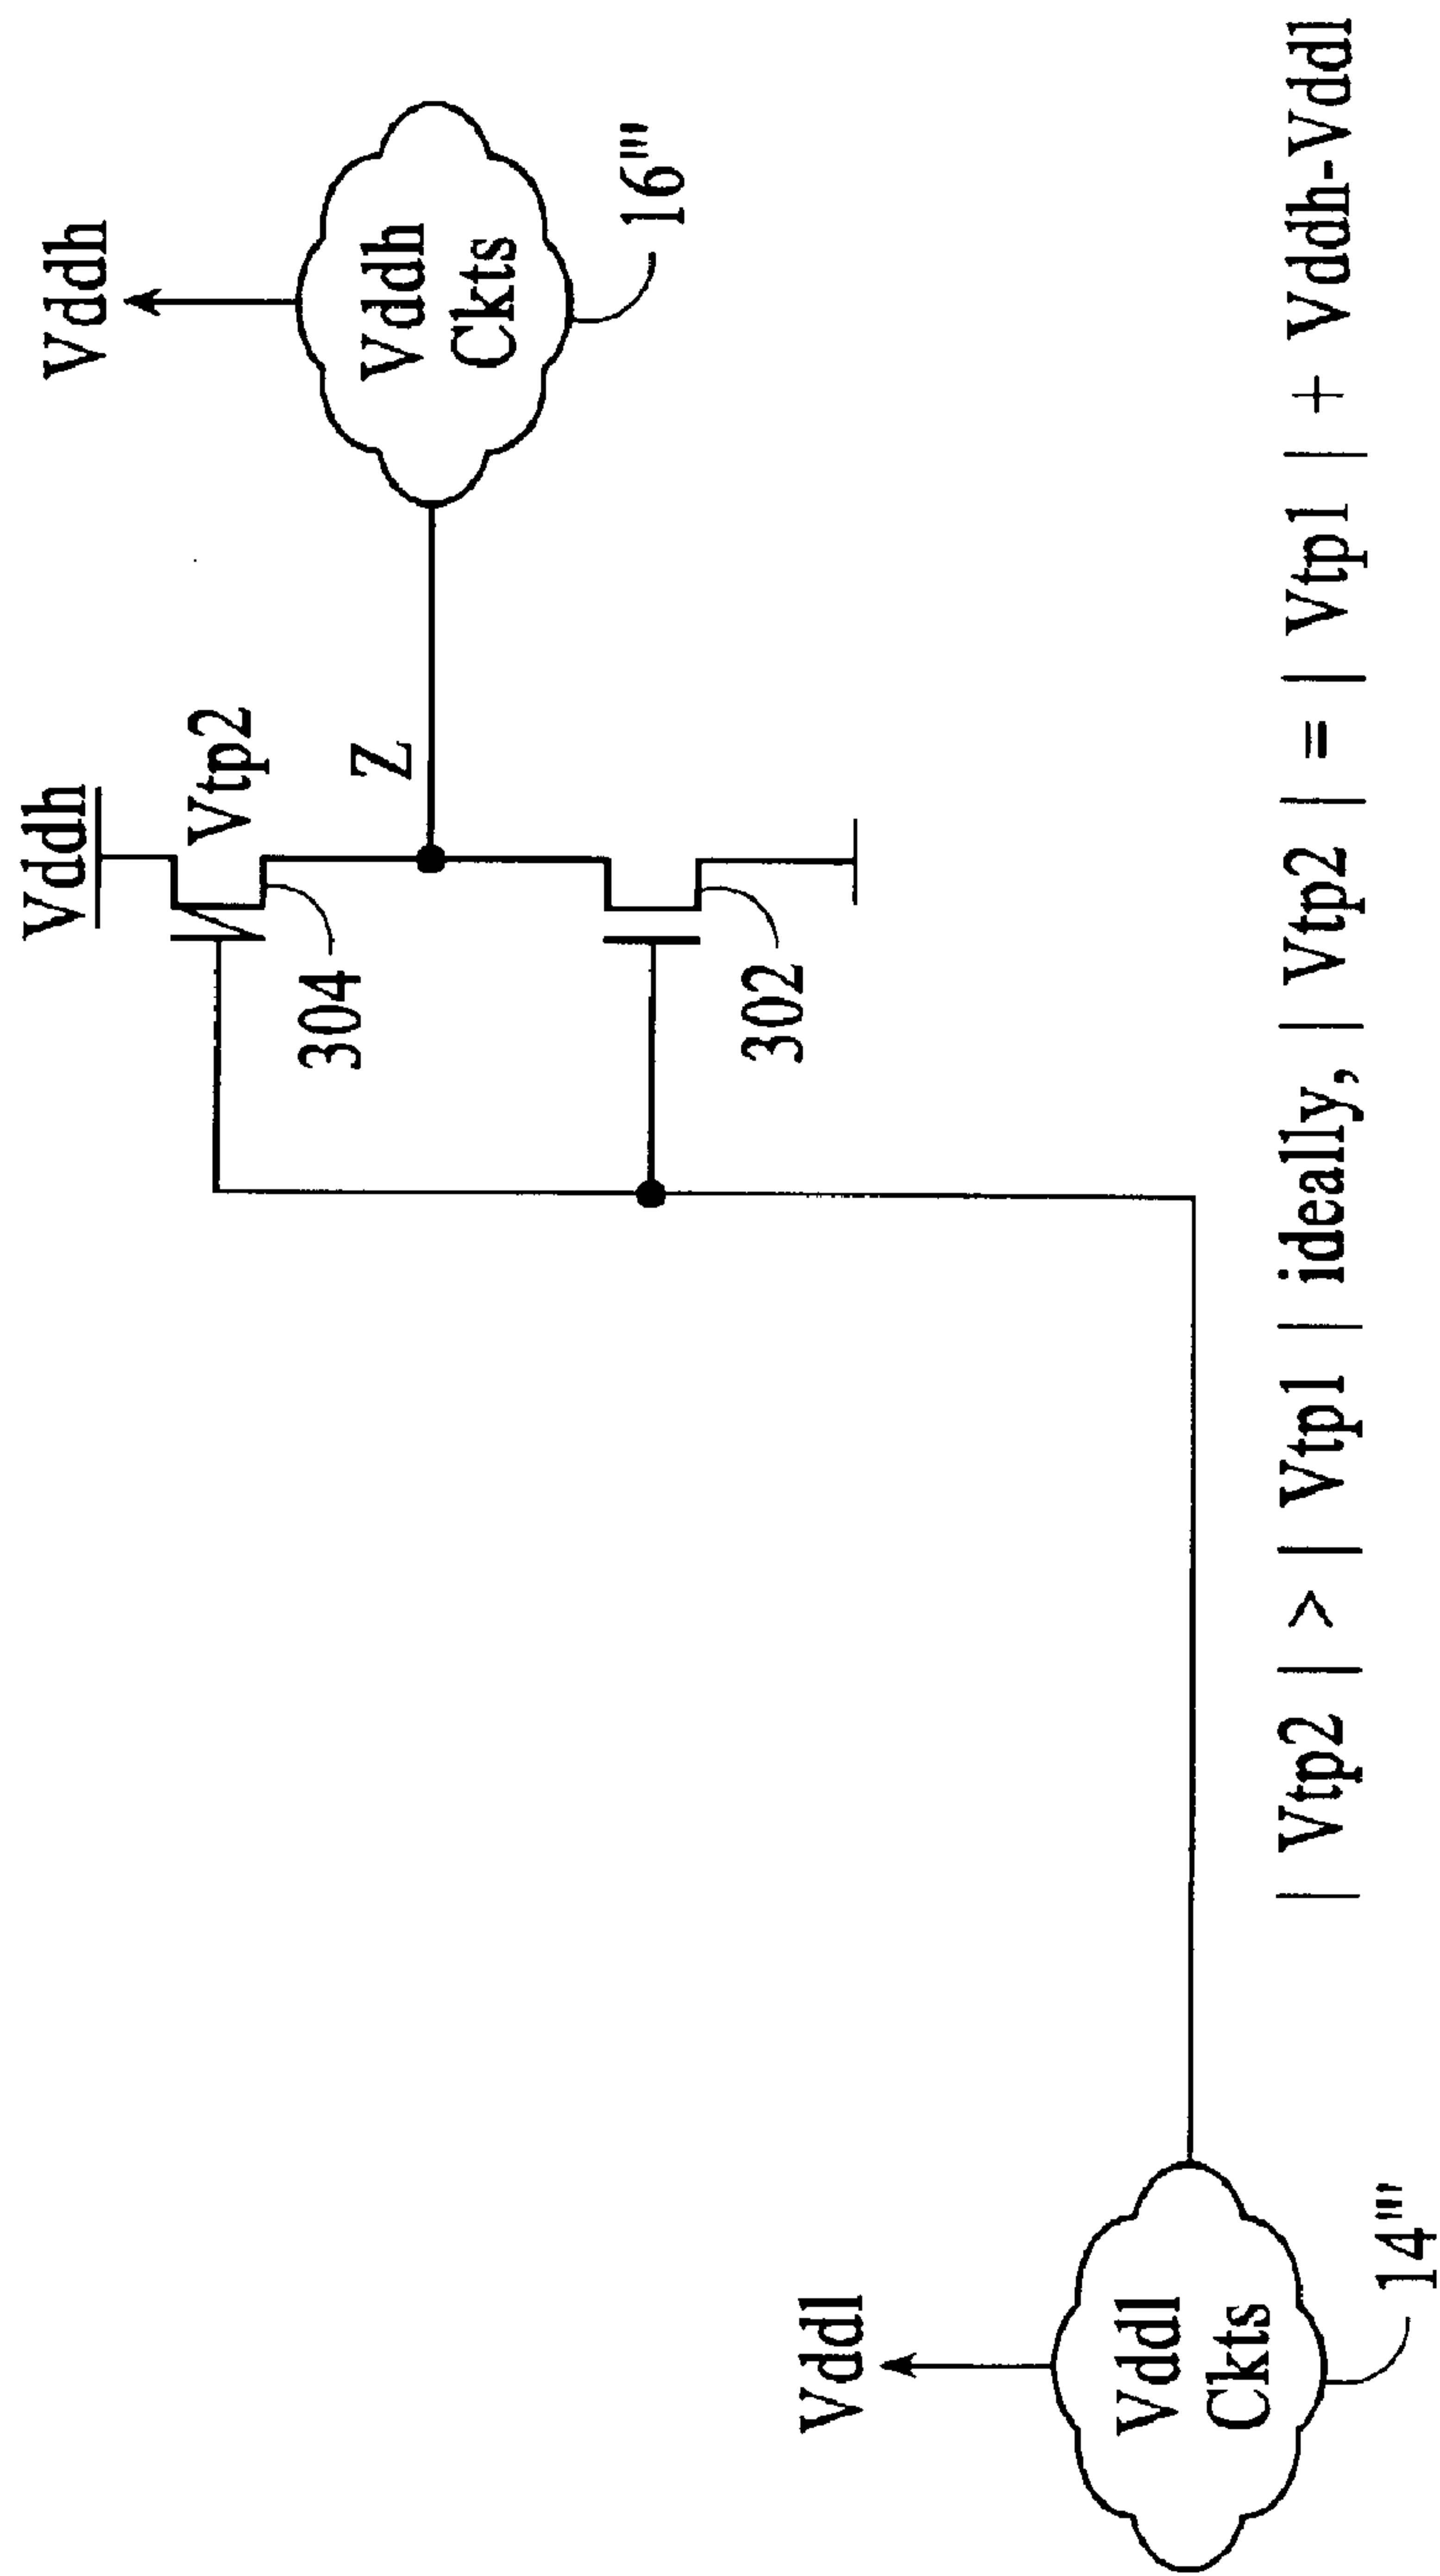 Vddh
Vddh
Vtp2
Z
Vddh
Ckts
16'''
304
302
Vddl
Vddl
Ckts
14'''
| Vtp2 | > | Vtp1 | ideally, | Vtp2 | = | Vtp1 | + Vddh-Vddl